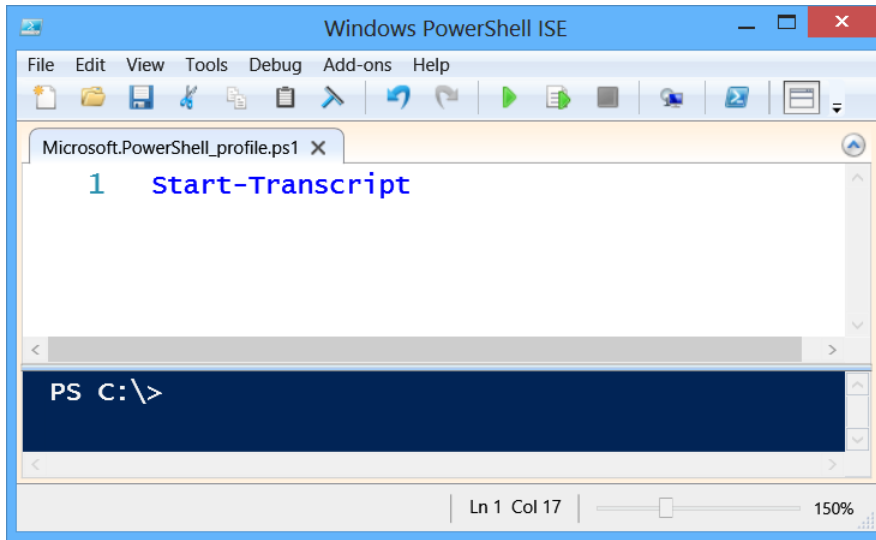 Windows PowerShell ISE
File Edit View Tools Debug Add-ons Help
Microsoft.PowerShell_profile.ps1
1 Start-Transcript
PS C:\>
Ln 1 Col 17 150%